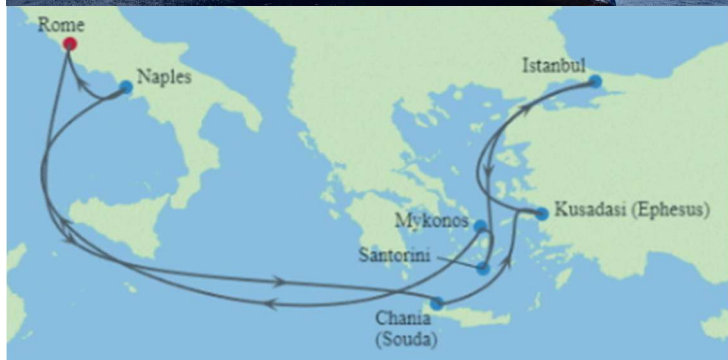 Rome
Naples
Istanbul
Kusadasi (Ephesus)
Mykonos
Santorini
Chania
(Souda)